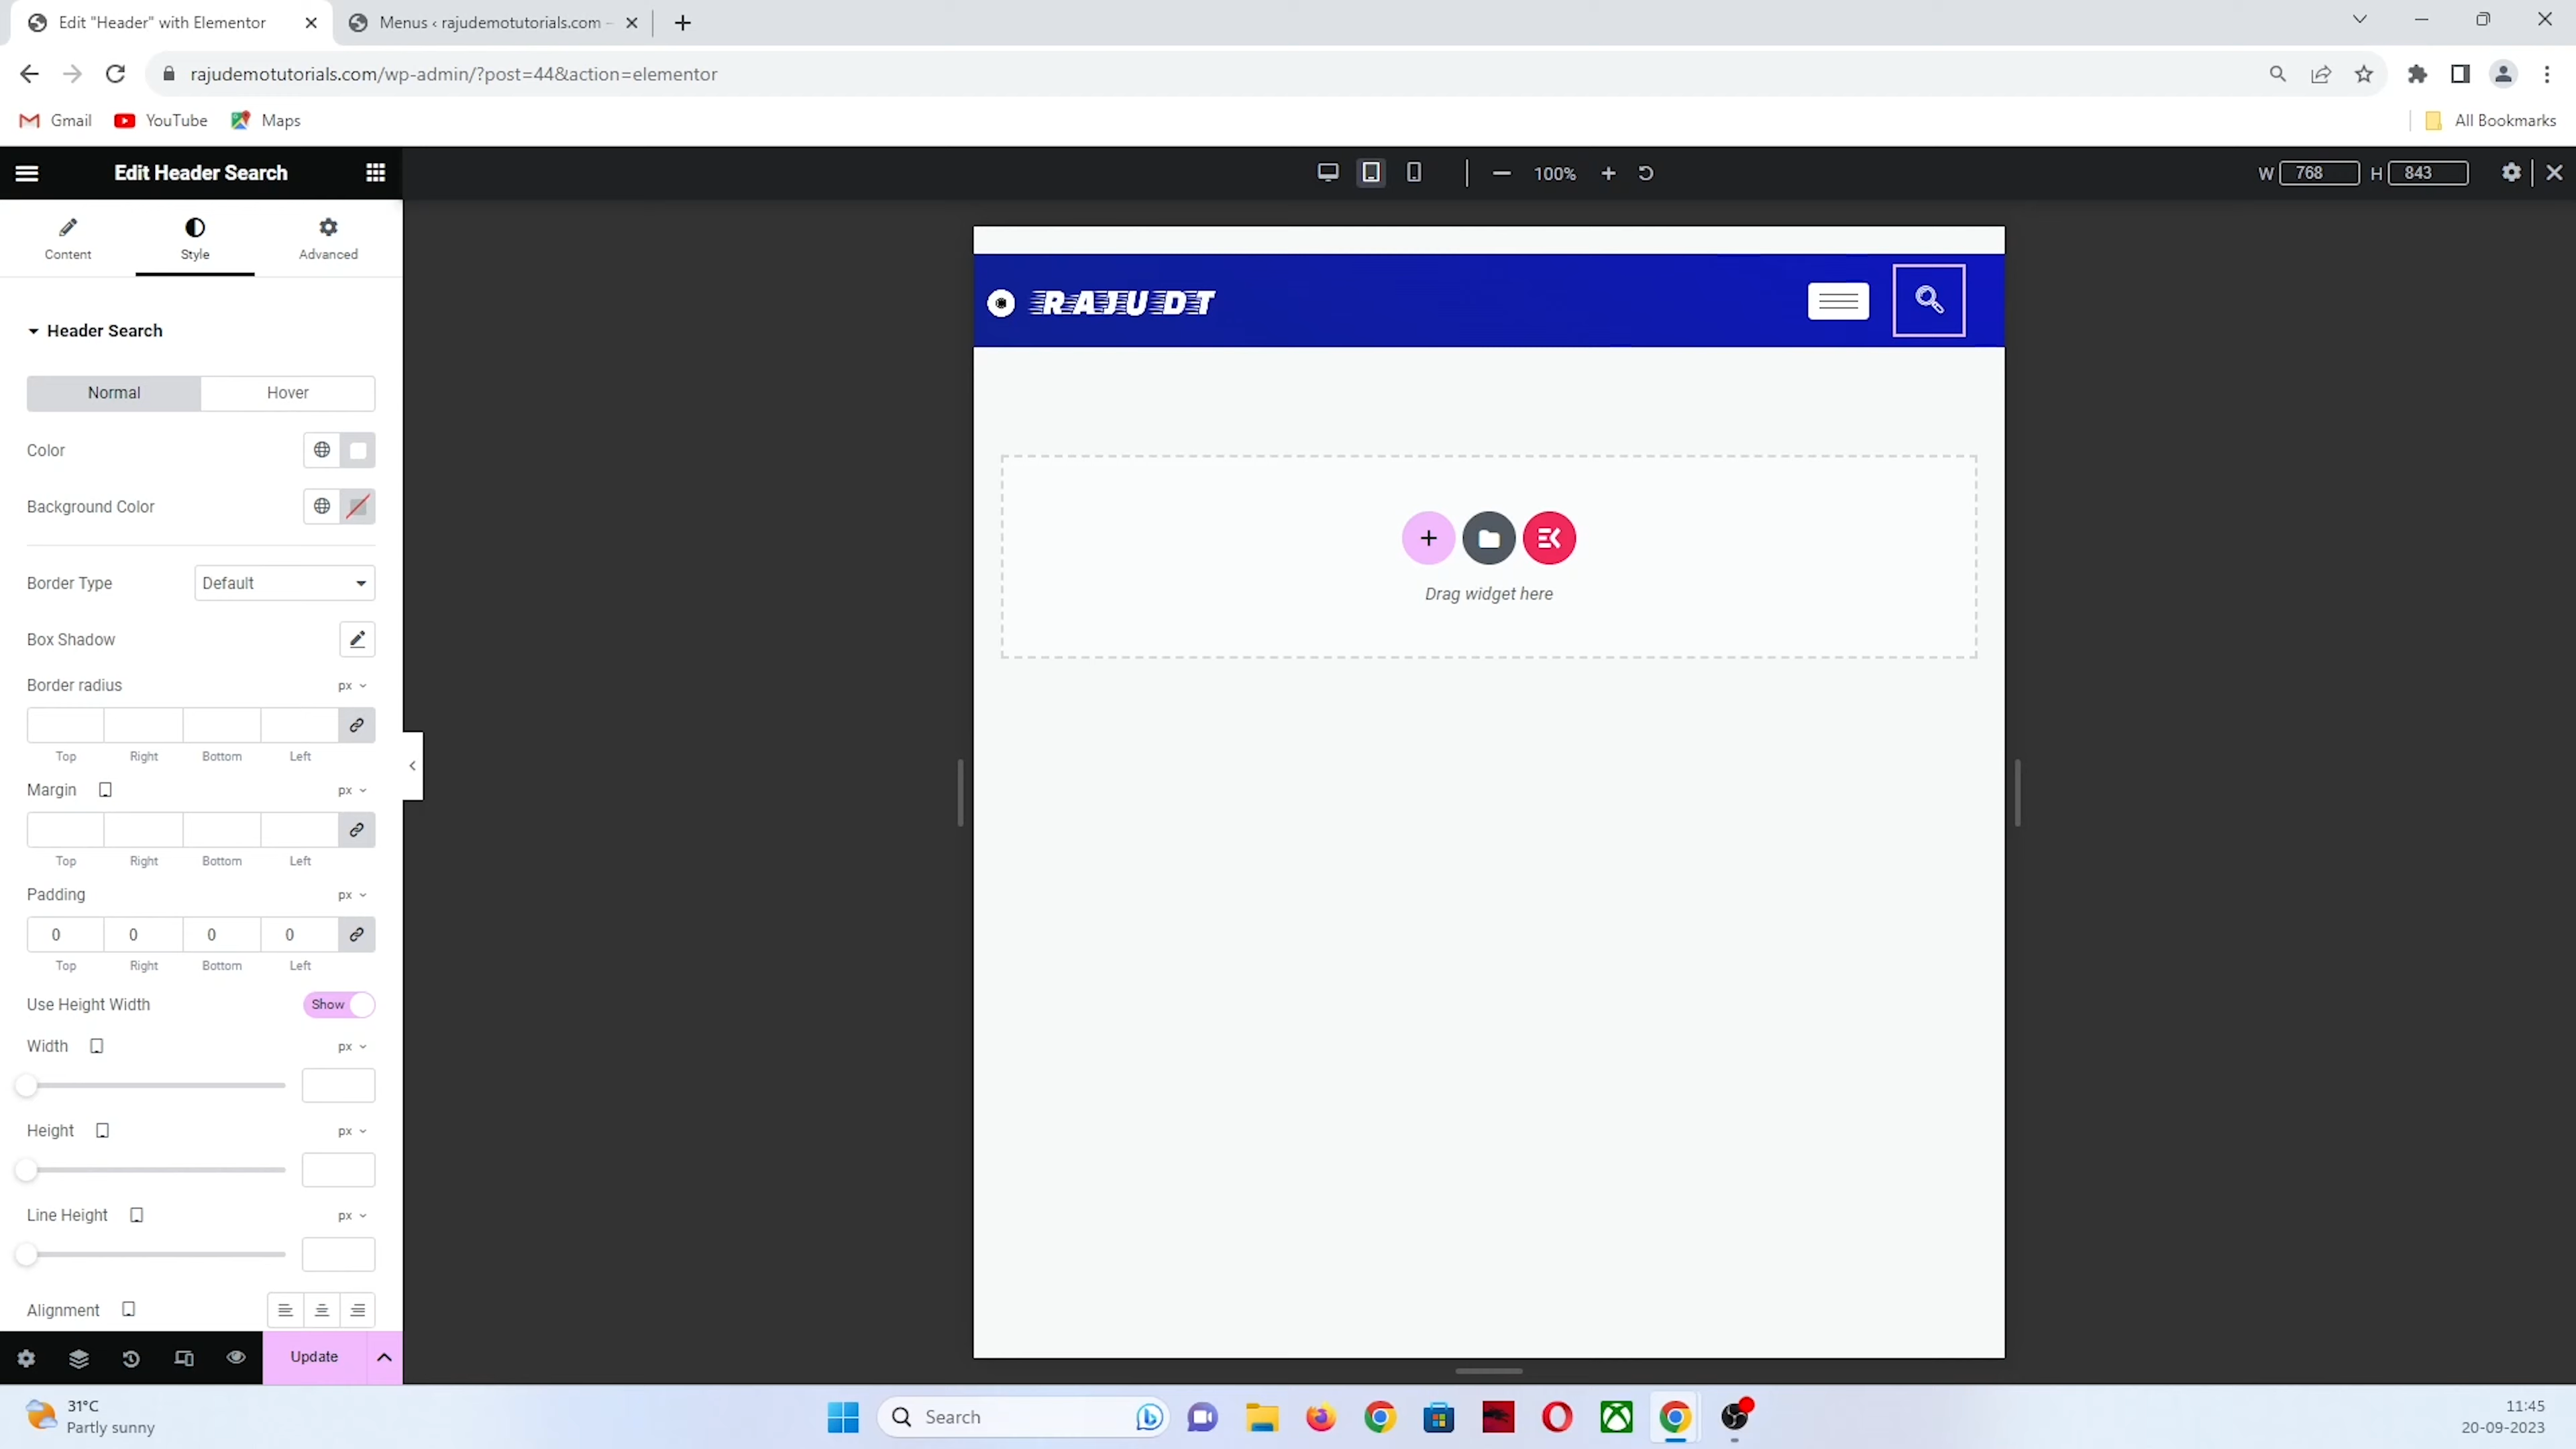 Edit "Header" with Elementor
Menus ‹ rajudemotutorials.com –
rajudemotutorials.com/wp-admin/?post=44&action=elementor
Gmail
YouTube
Maps
All Bookmarks
Edit Header Search
100%
W 768 H 843
Content
Style
Advanced
RAJU DT
Header Search
Normal
Hover
Color
Background Color
Border Type
Default
Drag widget here
Box Shadow
Border radius
px
Top Right Bottom Left
Margin
px
Top Right Bottom Left
Padding
px
0 0 0 0
Top Right Bottom Left
Use Height Width
Show
Width
px
Height
px
Line Height
px
Alignment
Update
31°C
Partly sunny
Search
11:45
20-09-2023